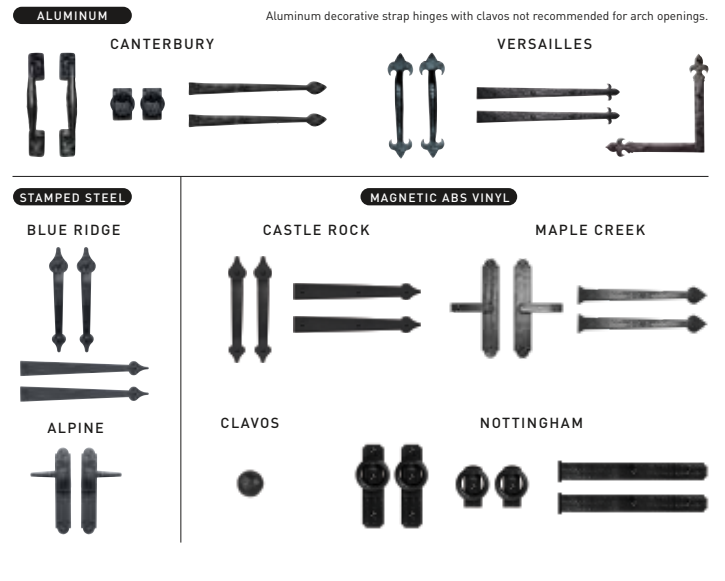 ALUMINUM
Aluminum decorative strap hinges with clavos not recommended for arch openings.
CANTERBURY
VERSAILLES
STAMPED STEEL
BLUE RIDGE
ALPINE
MAGNETIC ABS VINYL
CASTLE ROCK
MAPLE CREEK
CLAVOS
NOTTINGHAM